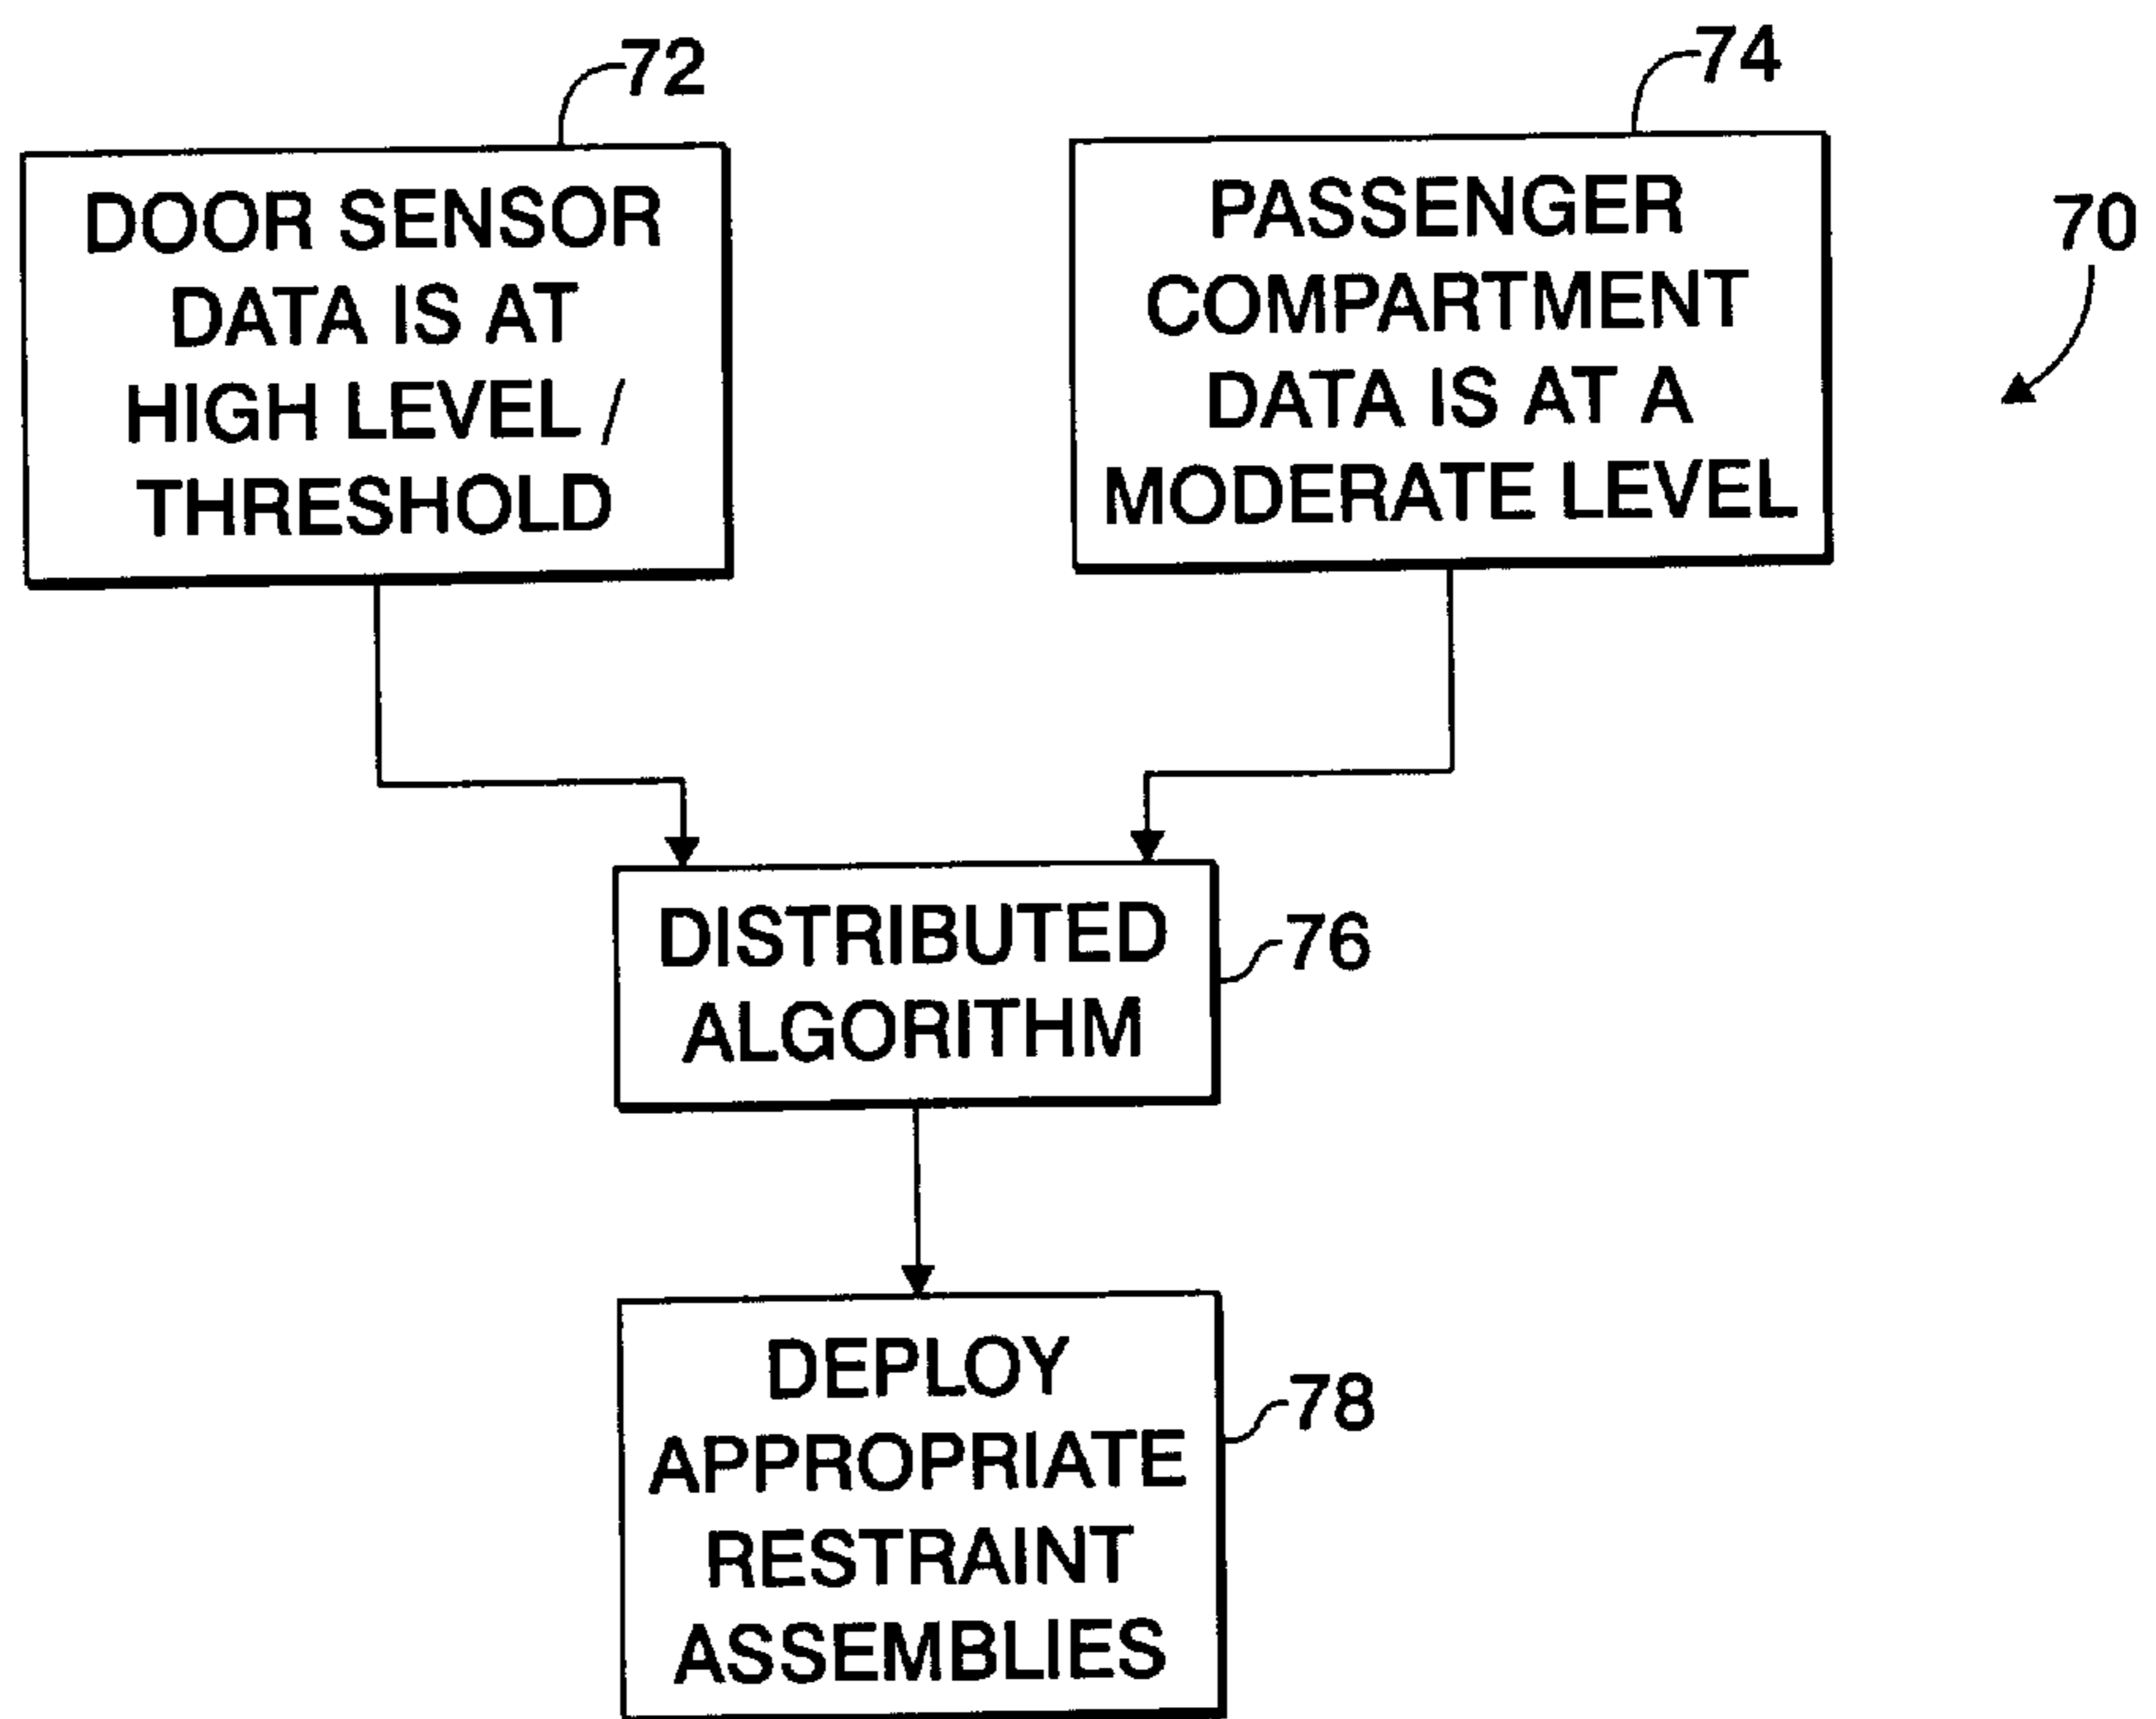 72
DOOR SENSOR
DATA IS AT
HIGH LEVEL /
THRESHOLD
74
PASSENGER
COMPARTMENT
DATA IS AT A
MODERATE LEVEL
70
DISTRIBUTED
ALGORITHM
76
DEPLOY
APPROPRIATE
RESTRAINT
ASSEMBLIES
78